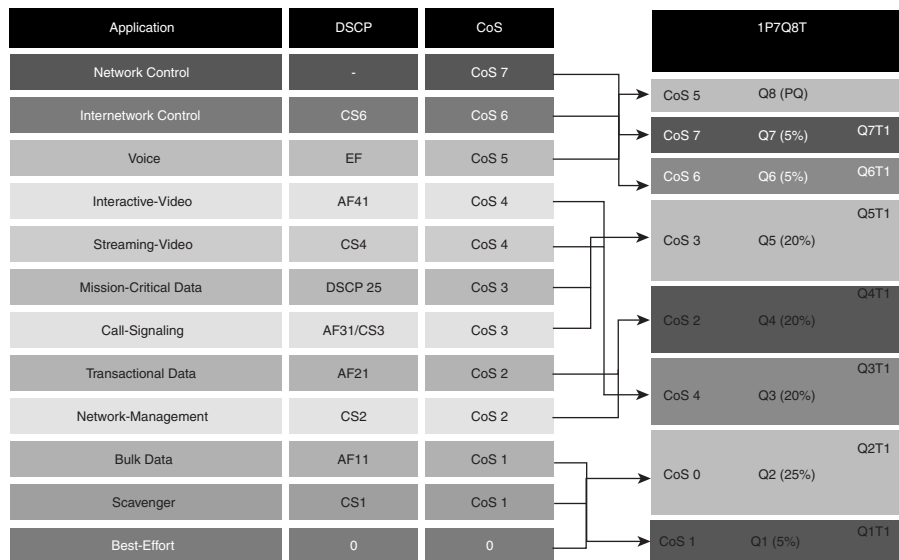 Application DSCP CoS 1P7Q8T
Network Control - CoS 7
Internetwork Control CS6 CoS 6
Voice EF CoS 5
Interactive-Video AF41 CoS 4
Streaming-Video CS4 CoS 4
Mission-Critical Data DSCP 25 CoS 3
Call-Signaling AF31/CS3 CoS 3
Transactional Data AF21 CoS 2
Network-Management CS2 CoS 2
Bulk Data AF11 CoS 1
Scavenger CS1 CoS 1
Best-Effort 0 0
CoS 5 Q8 (PQ)
CoS 7 Q7 (5%) Q7T1
CoS 6 Q6 (5%) Q6T1
Q5T1
CoS 3 Q5 (20%)
Q4T1
CoS 2 Q4 (20%)
Q3T1
CoS 4 Q3 (20%)
Q2T1
CoS 0 Q2 (25%)
Q1T1
CoS 1 Q1 (5%)